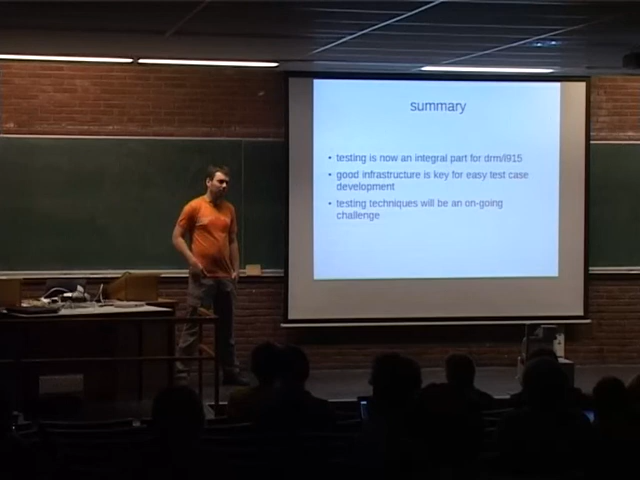 summary
• testing is now an integral part for drm/i915
• good infrastructure is key for easy test case
development
• testing techniques will be an on-going
challenge